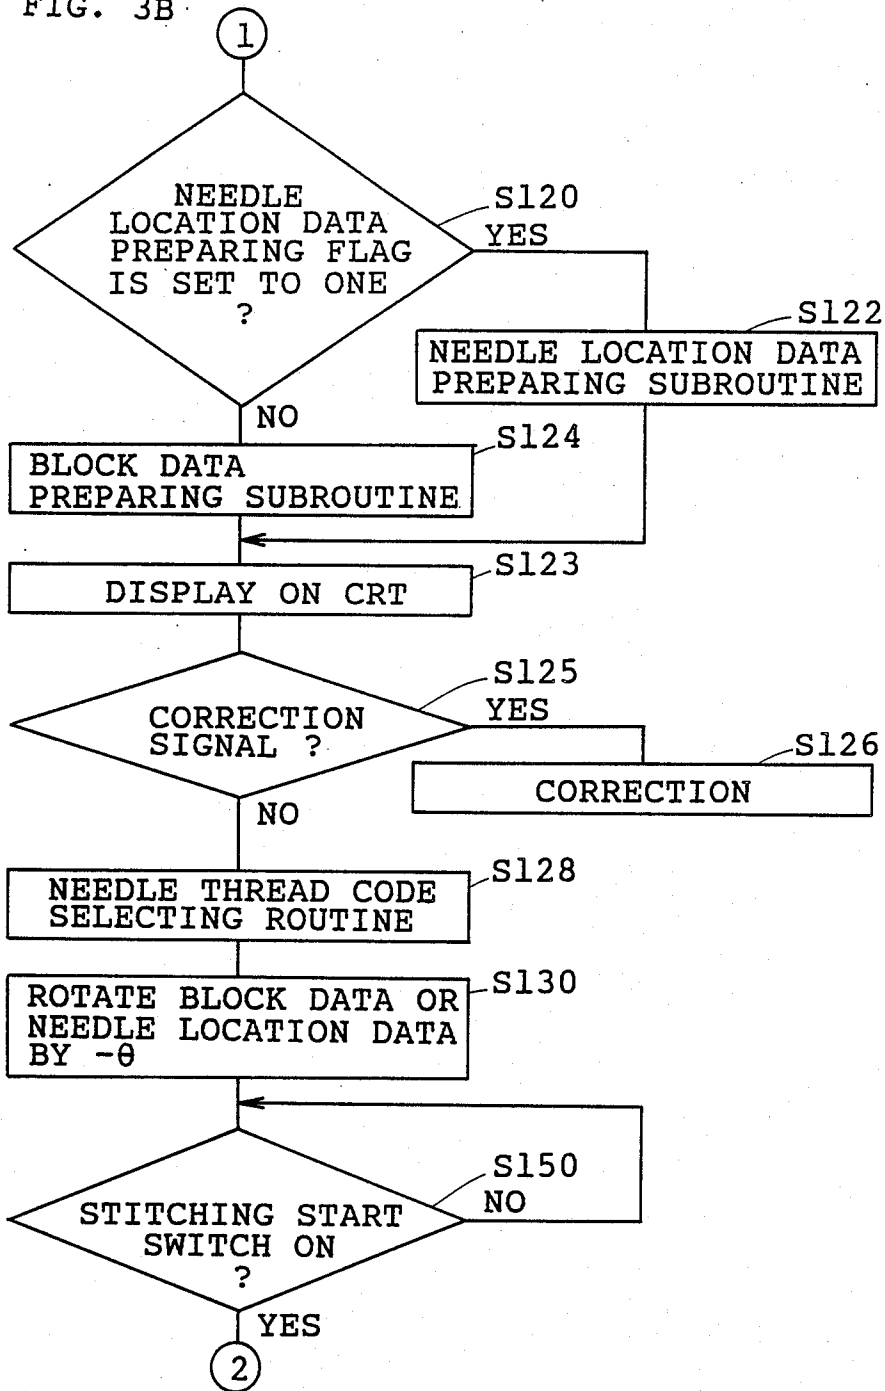 FIG. 3B
1
NEEDLE
LOCATION DATA
PREPARING FLAG
IS SET TO ONE
?
S120
YES
S122
NEEDLE LOCATION DATA
PREPARING SUBROUTINE
NO
S124
BLOCK DATA
PREPARING SUBROUTINE
S123
DISPLAY ON CRT
S125
YES
CORRECTION
SIGNAL ?
S126
CORRECTION
NO
S128
NEEDLE THREAD CODE
SELECTING ROUTINE
S130
ROTATE BLOCK DATA OR
NEEDLE LOCATION DATA
BY -θ
S150
NO
STITCHING START
SWITCH ON
?
YES
2